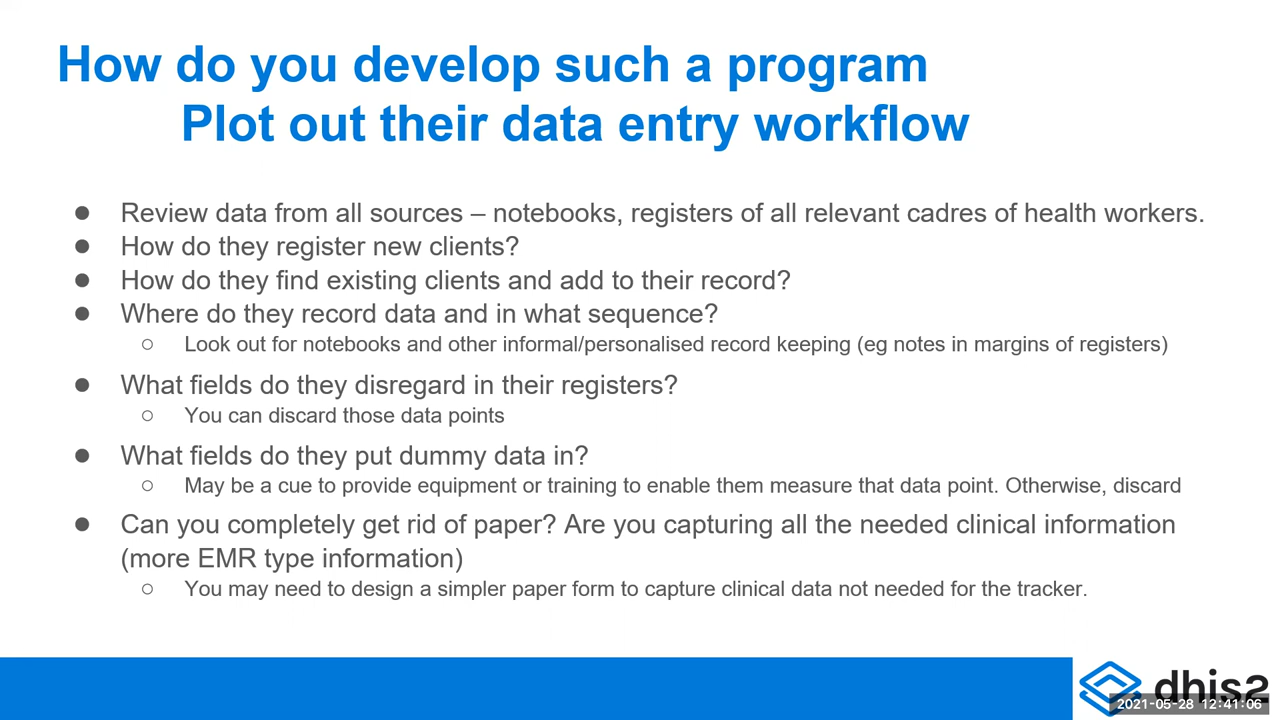 How do you develop such a program
Plot out their data entry workflow
● Review data from all sources – notebooks, registers of all relevant cadres of health workers.
● How do they register new clients?
● How do they find existing clients and add to their record?
● Where do they record data and in what sequence?
○ Look out for notebooks and other informal/personalised record keeping (eg notes in margins of registers)
● What fields do they disregard in their registers?
○ You can discard those data points
● What fields do they put dummy data in?
○ May be a cue to provide equipment or training to enable them measure that data point. Otherwise, discard
● Can you completely get rid of paper? Are you capturing all the needed clinical information
(more EMR type information)
○ You may need to design a simpler paper form to capture clinical data not needed for the tracker.
dhis2
2021-05-28 12:41:06